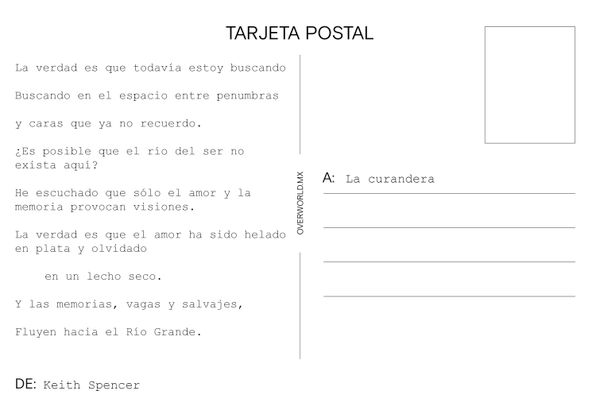 TARJETA POSTAL
La verdad es que todavía estoy buscando
Buscando en el espacio entre penumbras
y caras que ya no recuerdo.
¿Es posible que el río del ser no
exista aquí?
He escuchado que sólo el amor y la
memoria provocan visiones.
La verdad es que el amor ha sido helado
en plata y olvidado
en un lecho seco.
Y las memorias, vagas y salvajes,
Fluyen hacia el Río Grande.
DE: Keith Spencer
OVERWORLD.MX
A: La curandera